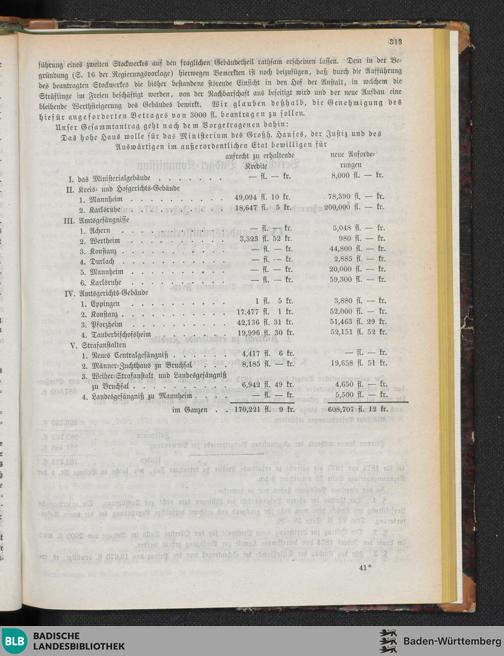 313
führung eines zweiten Stockwerkes auf den fraglichen Gebäudetheil rathsam erscheinen lassen. Dem in der Be-
gründung (S. 16 der Regierungsvorlage) hierwegen Bemerkten ist noch beizufügen, daß durch die Aufführung
des beantragten Stockwerkes die bisher bestandene störende Einsicht in den Hof der Anstalt, in welchem die
Sträflinge im Freien beschäftigt werden, von der Nachbarschaft aus beseitigt wird und der neue Aufbau eine
bleibende Werthsteigerung des Gebäudes bewirkt. Wir glauben deßhalb, die Genehmigung des
hiefür angeforderten Betrages von 3000 fl. beantragen zu sollen.
Unser Gesammtantrag geht nach dem Vorgetragenen dahin:
Das hohe Haus wolle für das Ministerium des Großh. Hauses, der Justiz und des
Auswärtigen im außerordentlichen Etat bewilligen für
aufrecht zu erhaltende neue Anforde-
Kredite rungen
I. das Ministerialgebäude . . . . . . . — fl. — kr. 8,000 fl. — kr.
II. Kreis- und Hofgerichts-Gebäude
1. Mannheim . . . . . . . . . 49,094 fl. 10 kr. 78,390 fl. — kr.
2. Karlsruhe . . . . . . . . . 18,647 fl. 5 kr. 200,000 fl. — kr.
III. Amtsgefängnisse
1. Achern . . . . . . . . . — fl. — kr. 5,048 fl. — kr.
2. Wertheim . . . . . . . . . 3,323 fl. 52 kr. 980 fl. — kr.
3. Konstanz . . . . . . . . . — fl. — kr. 44,800 fl. — kr.
4. Durlach . . . . . . . . . — fl. — kr. 2,885 fl. — kr.
5. Mannheim . . . . . . . . . — fl. — kr. 20,000 fl. — kr.
6. Karlsruhe . . . . . . . . . — fl. — kr. 59,300 fl. — kr.
IV. Amtsgerichts-Gebäude
1. Eppingen . . . . . . . . . 1 fl. 5 kr. 3,880 fl. — kr.
2. Konstanz . . . . . . . . . 17,477 fl. 1 kr. 52,000 fl. — kr.
3. Pforzheim . . . . . . . . . 42,136 fl. 31 kr. 51,463 fl. 29 kr.
4. Tauberbischofsheim . . . . . . . 19,996 fl. 30 kr. 52,151 fl. 52 kr.
V. Strafanstalten
1. Neues Centralgefängniß . . . . . . 4,417 fl. 6 kr. — fl. — kr.
2. Männer-Zuchthaus zu Bruchsal . . . . 8,185 fl. — kr. 19,658 fl. 51 kr.
3. Weiber-Strafanstalt und Landesgefängniß
zu Bruchsal . . . . . . . . . 6,942 fl. 49 kr. 4,650 fl. — kr.
4. Landesgefängniß zu Mannheim . . . . — fl. — kr. 5,500 fl. — kr.
im Ganzen . . 170,221 fl. 9 kr. 608,707 fl. 12 kr.
41*
BLB BADISCHE
LANDESBIBLIOTHEK
Baden-Württemberg